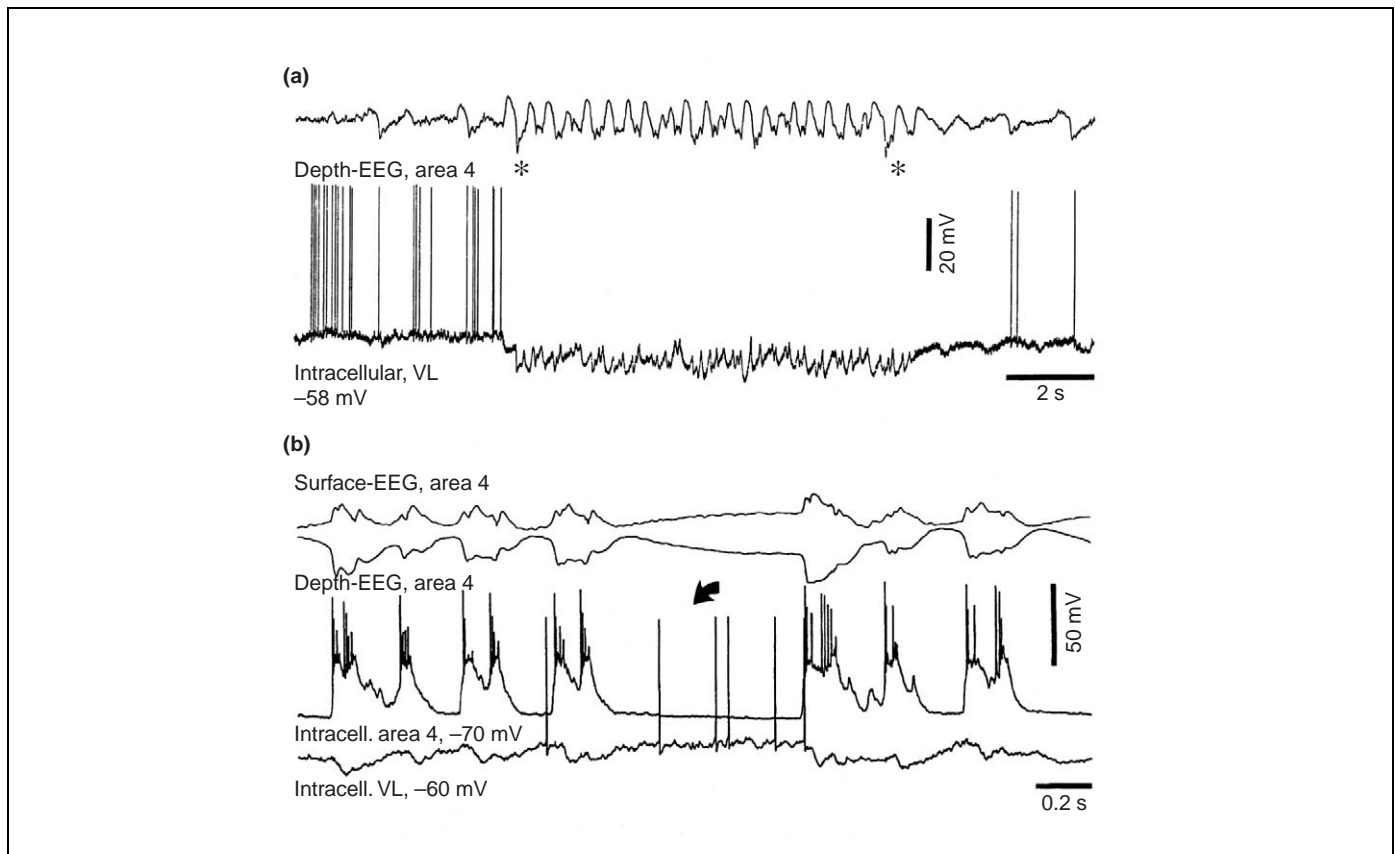 (a)
Depth-EEG, area 4
*
*
20 mV
Intracellular, VL
–58 mV
2 s
(b)
Surface-EEG, area 4
Depth-EEG, area 4
50 mV
Intracell. area 4, –70 mV
Intracell. VL, –60 mV
0.2 s